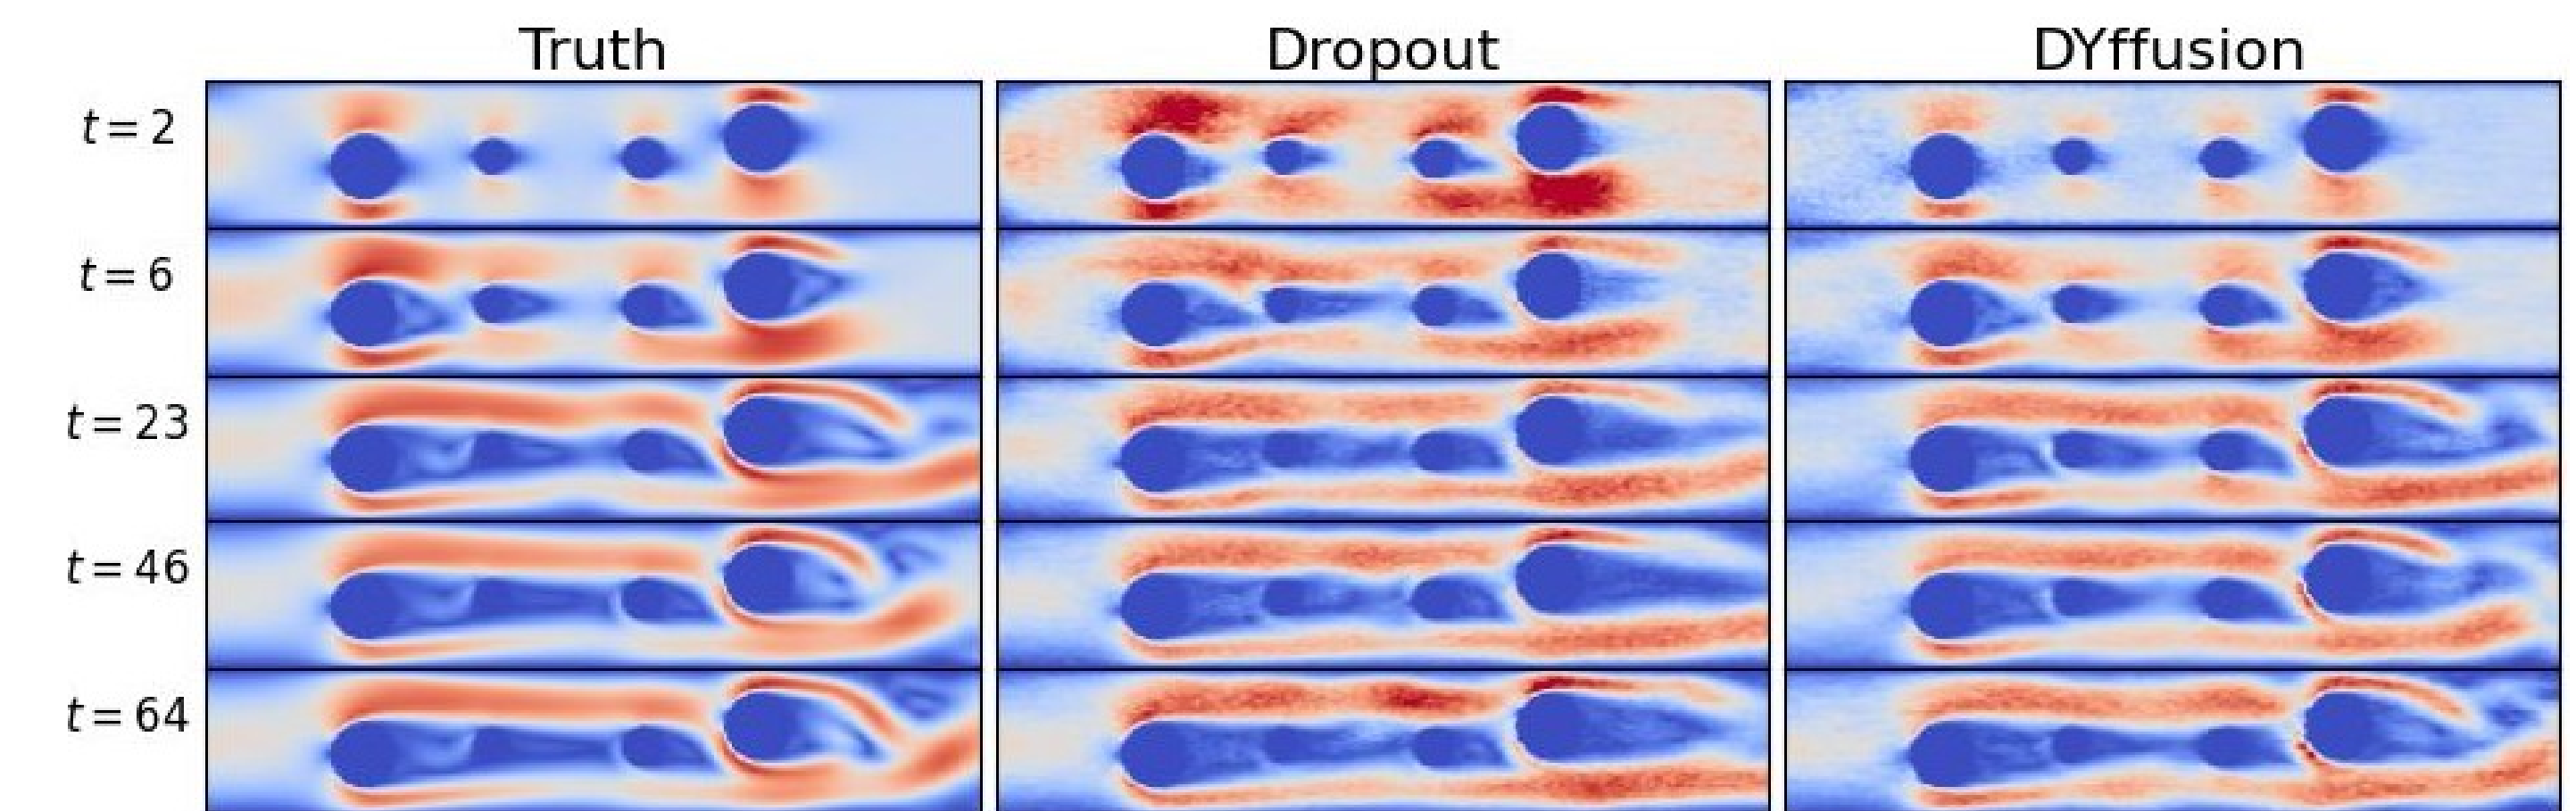 Truth Dropout DYffusion
t = 2
t = 6
t = 23
t = 46
t = 64